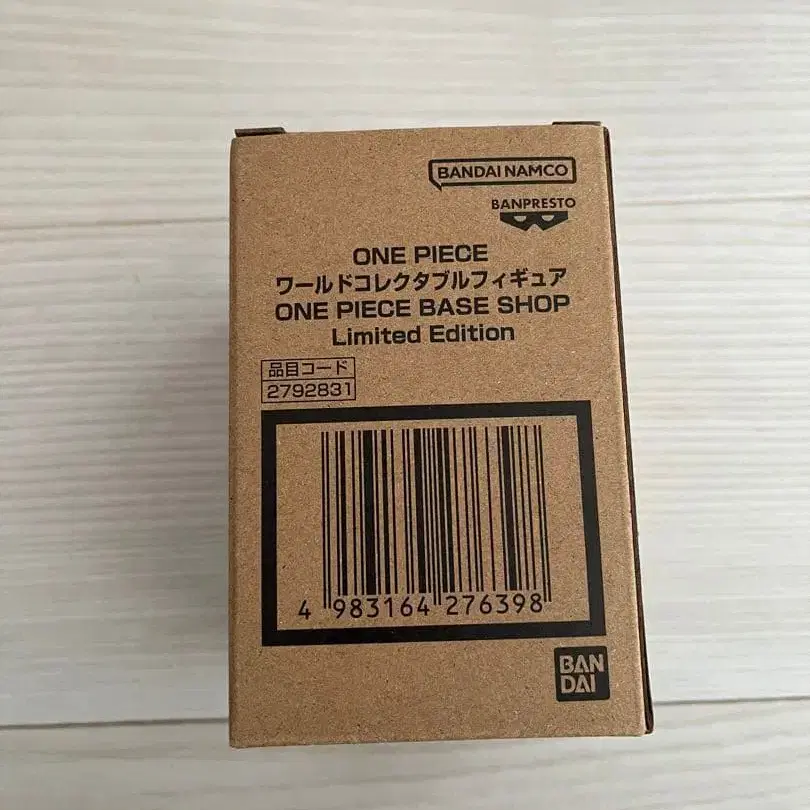 BANDAI NAMCO
BANPRESTO
ONE PIECE
ワールドコレクタブルフィギュア
ONE PIECE BASE SHOP
Limited Edition
品目コード
2792831
4 983164 276398
BAN
DAI